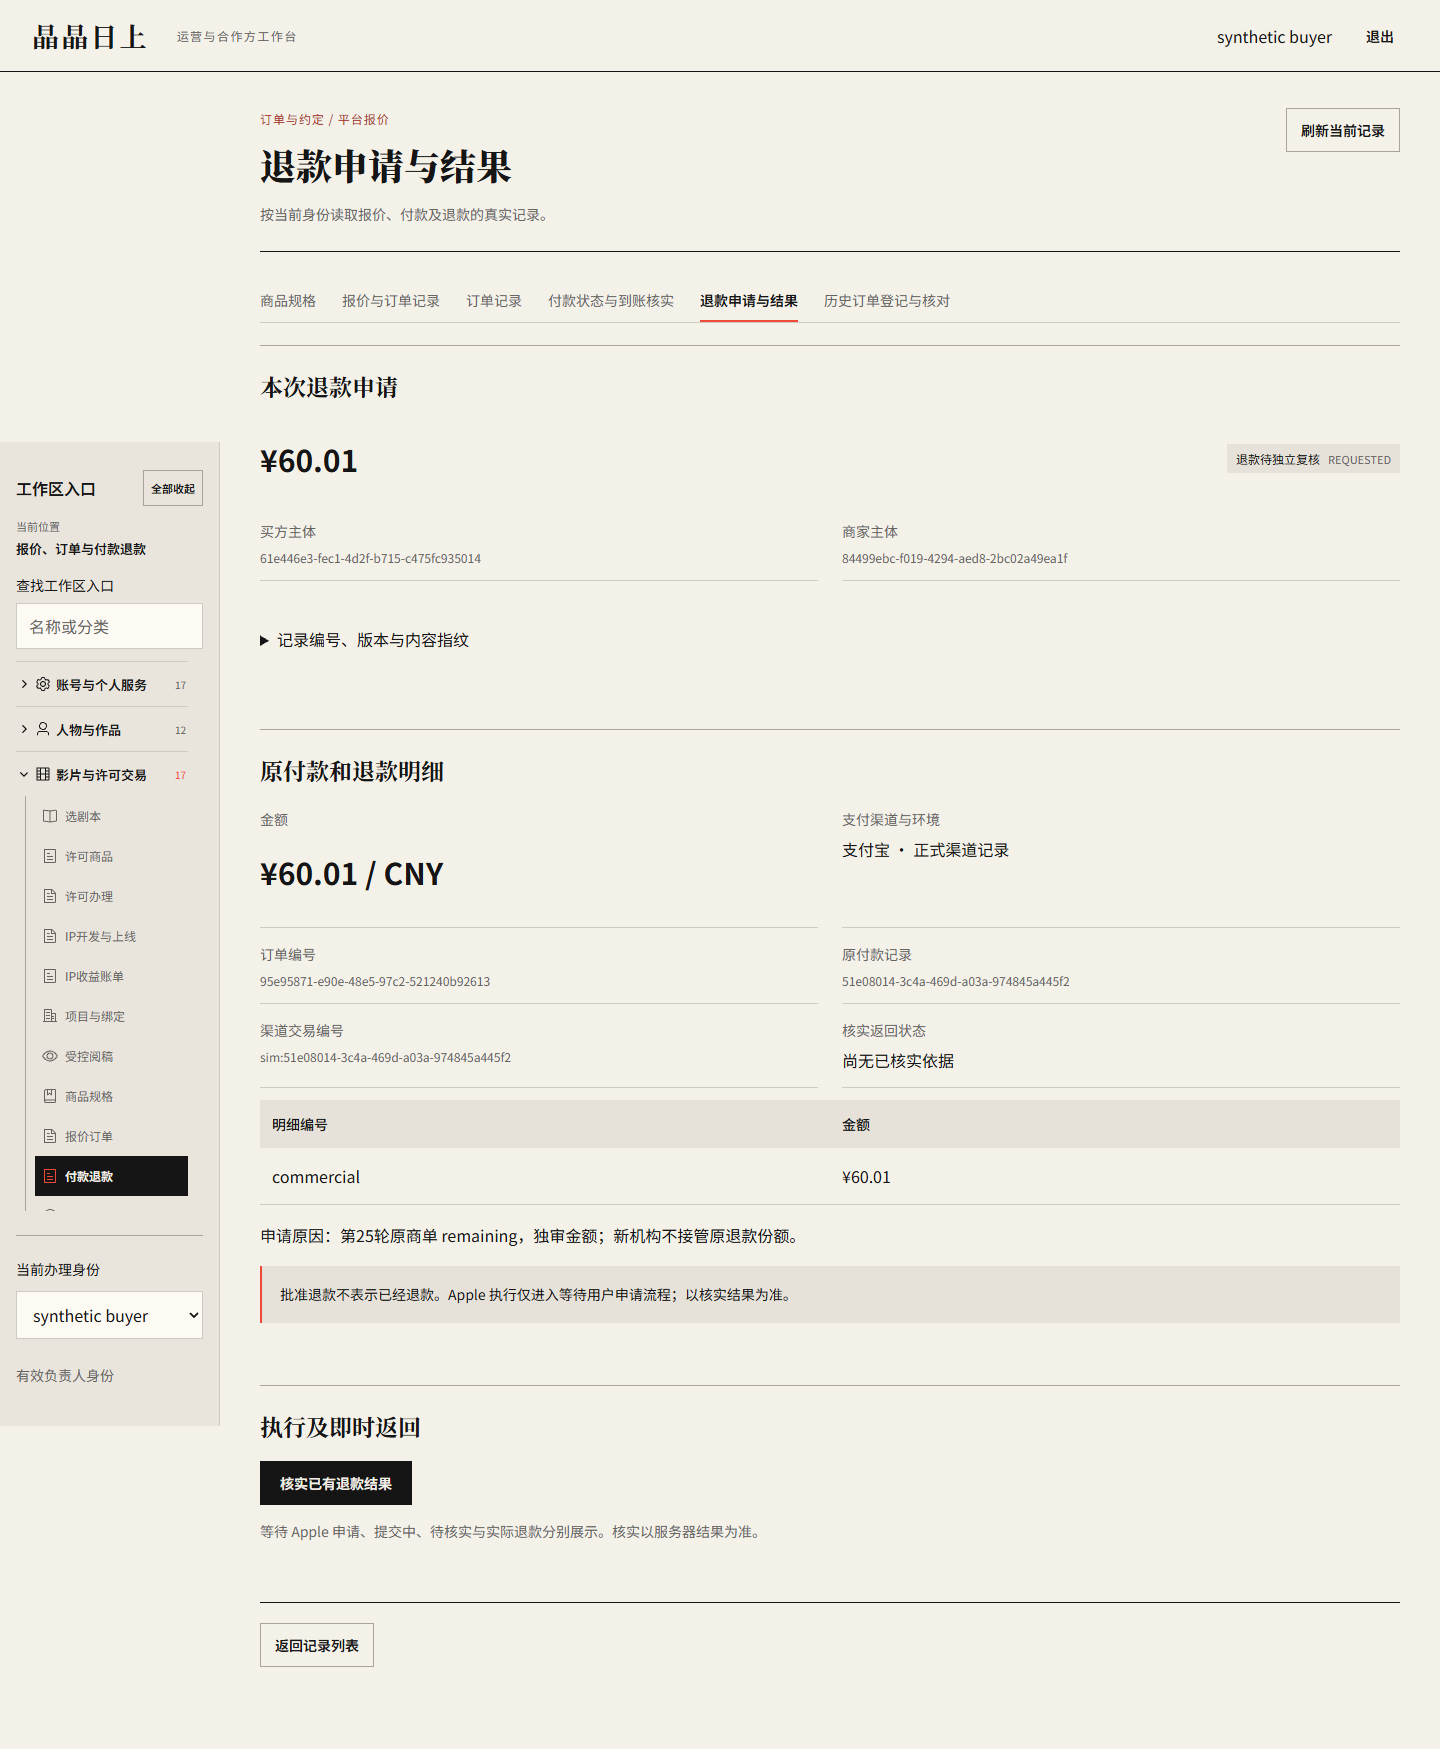 晶晶日上
运营与合作方工作台
synthetic buyer
退出
订单与约定 / 平台报价
退款申请与结果
刷新当前记录
按当前身份读取报价、付款及退款的真实记录。
商品规格
报价与订单记录
订单记录
付款状态与到账核实
退款申请与结果
历史订单登记与核对
本次退款申请
¥60.01
退款待独立复核 REQUESTED
买方主体
61e446e3-fec1-4d2f-b715-c475fc935014
商家主体
84499ebc-f019-4294-aed8-2bc02a49ea1f
记录编号、版本与内容指纹
原付款和退款明细
金额
¥60.01 / CNY
支付渠道与环境
支付宝 · 正式渠道记录
订单编号
95e95871-e90e-48e5-97c2-521240b92613
原付款记录
51e08014-3c4a-469d-a03a-974845a445f2
渠道交易编号
sim:51e08014-3c4a-469d-a03a-974845a445f2
核实返回状态
尚无已核实依据
明细编号
金额
commercial
¥60.01
申请原因：第25轮原商单 remaining，独审金额；新机构不接管原退款份额。
批准退款不表示已经退款。Apple 执行仅进入等待用户申请流程；以核实结果为准。
执行及即时返回
核实已有退款结果
等待 Apple 申请、提交中、待核实与实际退款分别展示。核实以服务器结果为准。
返回记录列表
工作区入口
全部收起
当前位置
报价、订单与付款退款
查找工作区入口
名称或分类
账号与个人服务 17
人物与作品 12
影片与许可交易 17
选剧本
许可商品
许可办理
IP开发与上线
IP收益账单
项目与绑定
受控阅稿
商品规格
报价订单
付款退款
当前办理身份
synthetic buyer
有效负责人身份